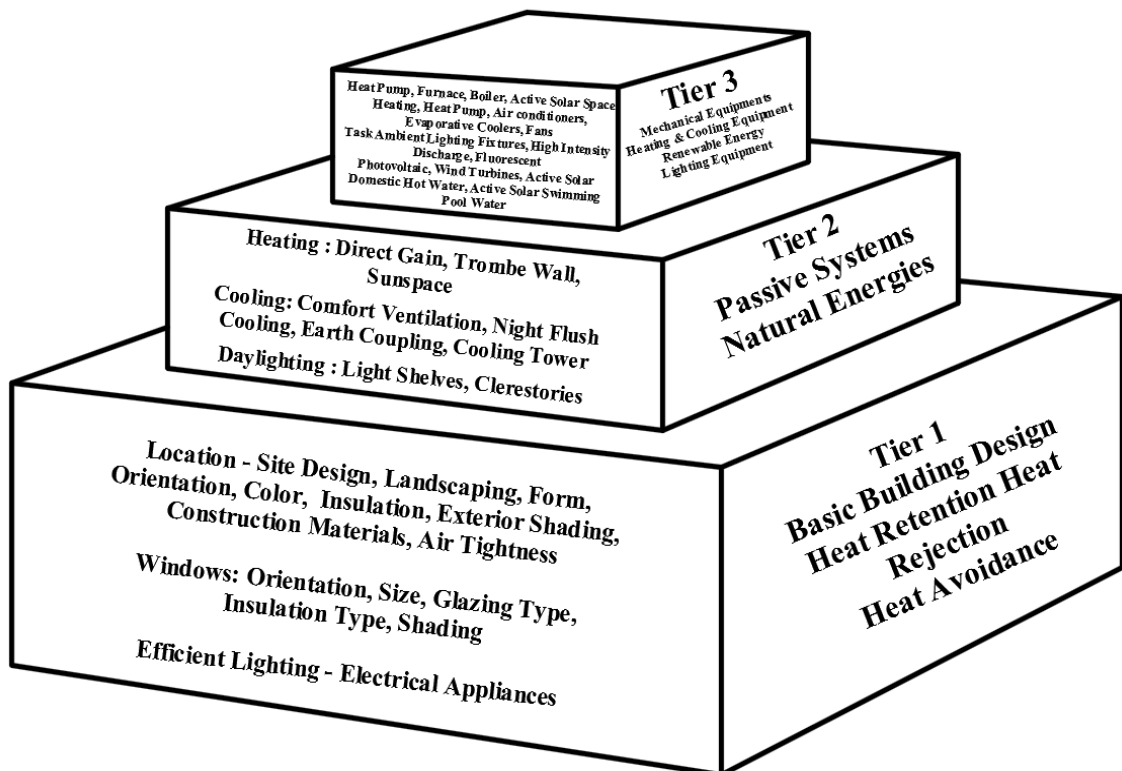 Heat Pump, Furnace, Boiler, Active Solar Space
Heating, Heat Pump, Air conditioners,
Evaporative Coolers, Fans
Task Ambient Lighting Fixtures, High Intensity
Discharge, Fluorescent
Photovoltaic, Wind Turbines, Active Solar
Domestic Hot Water, Active Solar Swimming
Pool Water
Tier 3
Mechanical Equipments
Heating & Cooling Equipment
Renewable Energy
Lighting Equipment
Heating : Direct Gain, Trombe Wall,
Sunspace
Cooling: Comfort Ventilation, Night Flush
Cooling, Earth Coupling, Cooling Tower
Daylighting : Light Shelves, Clerestories
Tier 2
Passive Systems
Natural Energies
Location - Site Design, Landscaping, Form,
Orientation, Color, Insulation, Exterior Shading,
Construction Materials, Air Tightness
Windows: Orientation, Size, Glazing Type,
Insulation Type, Shading
Efficient Lighting - Electrical Appliances
Tier 1
Basic Building Design
Heat Retention Heat
Rejection
Heat Avoidance